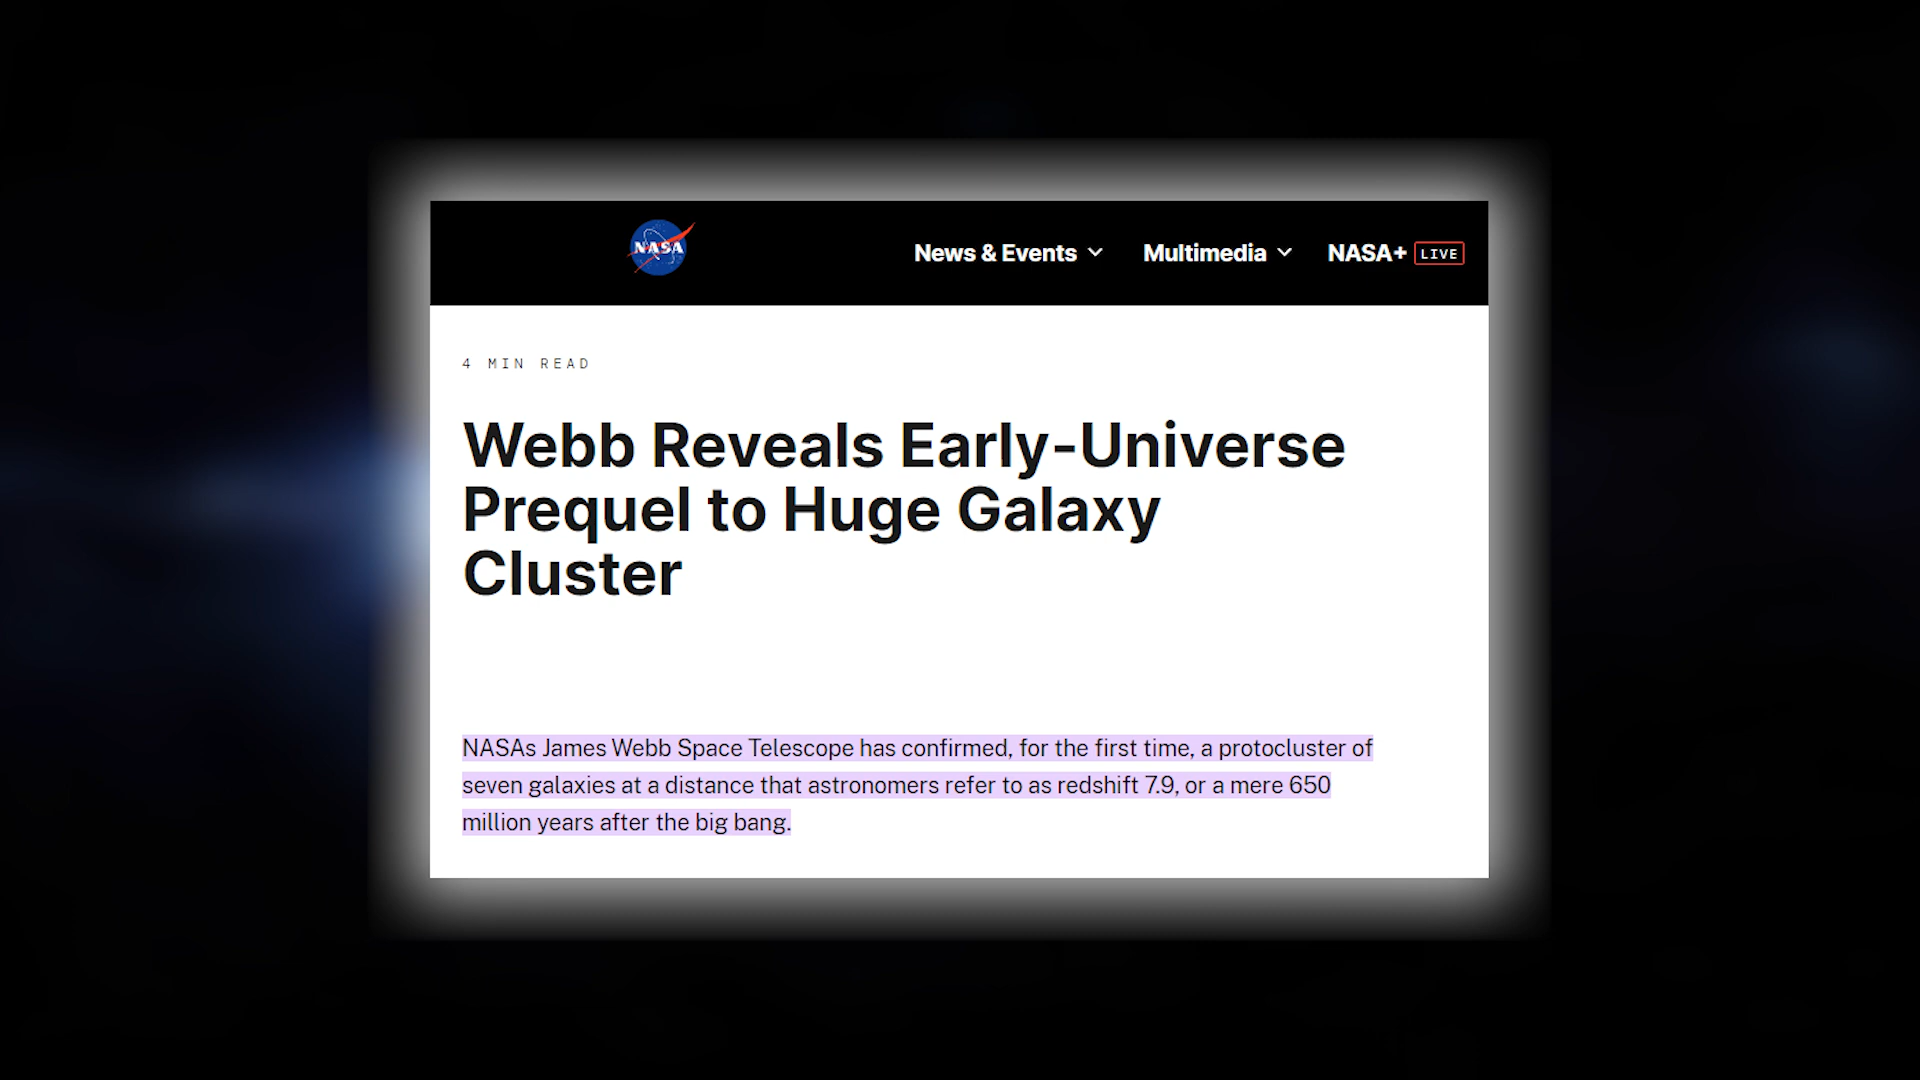 NASA
News & Events
Multimedia
NASA+ LIVE
4 MIN READ
Webb Reveals Early-Universe
Prequel to Huge Galaxy
Cluster
NASAs James Webb Space Telescope has confirmed, for the first time, a protocluster of
seven galaxies at a distance that astronomers refer to as redshift 7.9, or a mere 650
million years after the big bang.